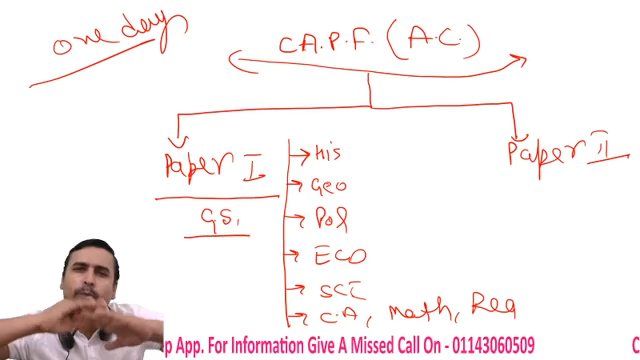 one day
C.A.P.F. (A.C.)
Paper I
GS,
His
Geo
Pol
ECO
SCI
C.A, Math, Rea
Paper II
p App. For Information Give A Missed Call On - 01143060509
C